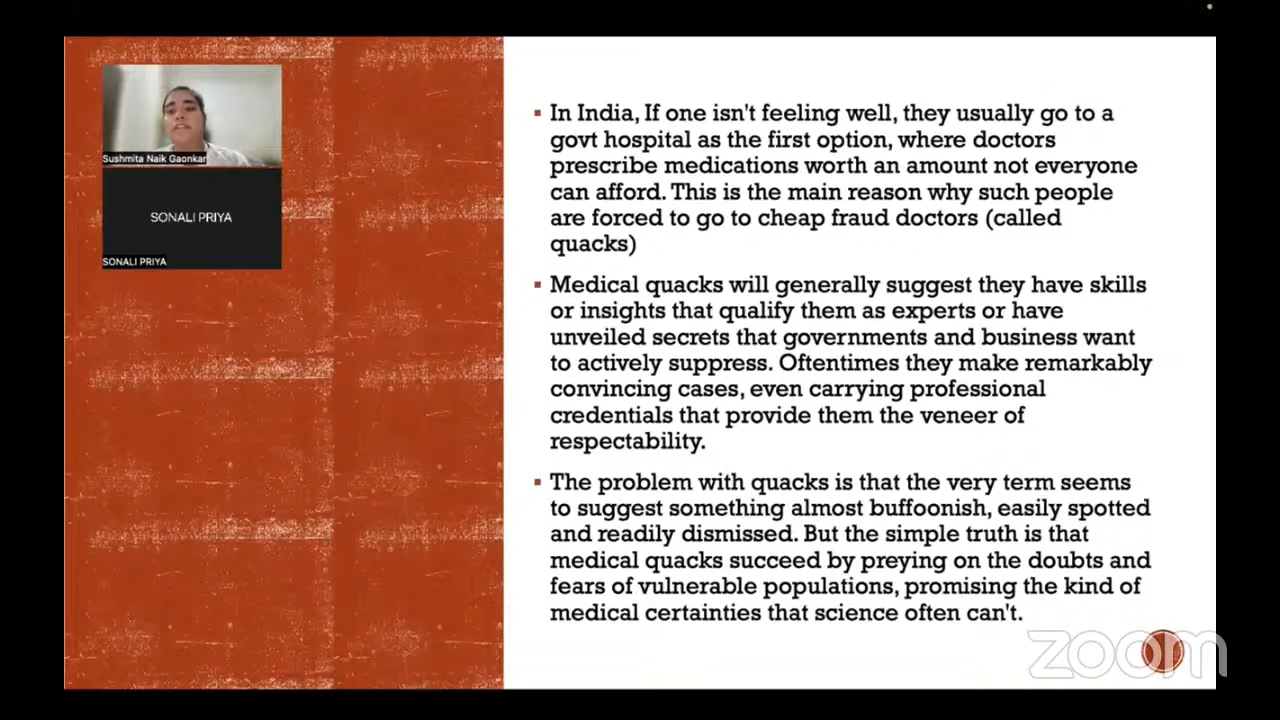 Sushmita Naik Gaonkar
SONALI PRIYA
SONALI PRIYA
In India, If one isn't feeling well, they usually go to a
govt hospital as the first option, where doctors
prescribe medications worth an amount not everyone
can afford. This is the main reason why such people
are forced to go to cheap fraud doctors (called
quacks)
Medical quacks will generally suggest they have skills
or insights that qualify them as experts or have
unveiled secrets that governments and business want
to actively suppress. Oftentimes they make remarkably
convincing cases, even carrying professional
credentials that provide them the veneer of
respectability.
The problem with quacks is that the very term seems
to suggest something almost buffoonish, easily spotted
and readily dismissed. But the simple truth is that
medical quacks succeed by preying on the doubts and
fears of vulnerable populations, promising the kind of
medical certainties that science often can't.
zoom